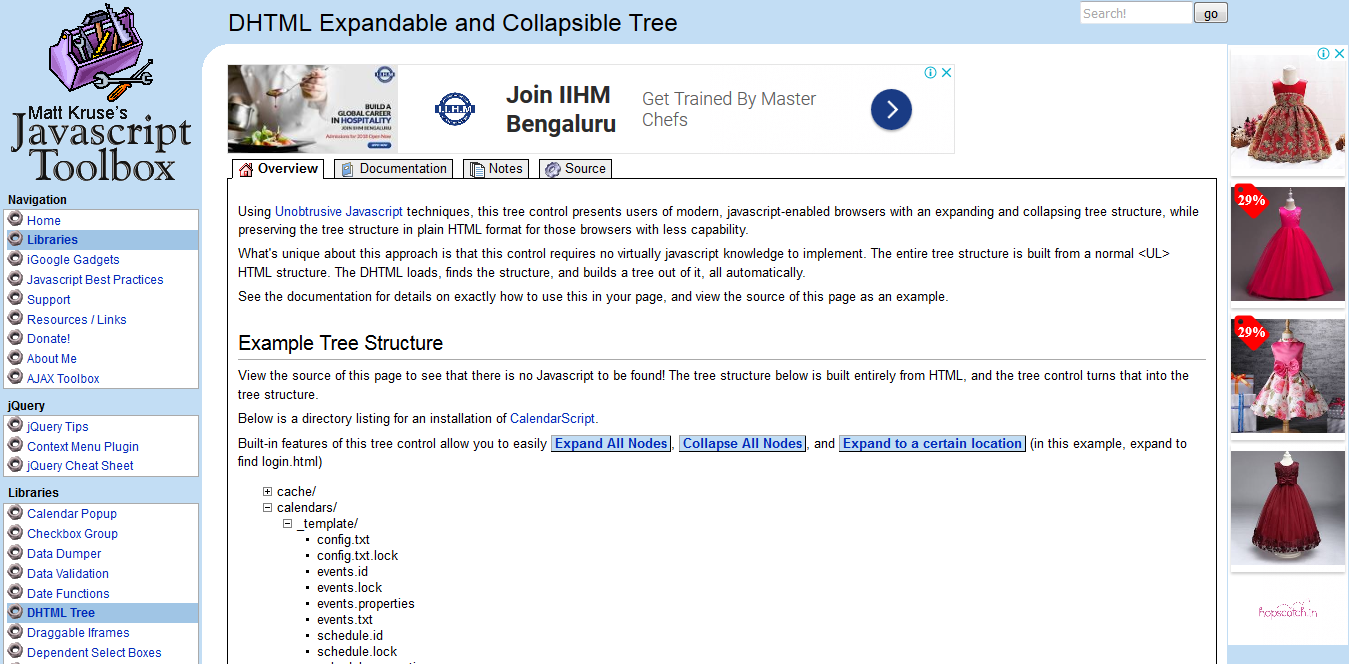 DHTML Expandable and Collapsible Tree
Search!
go
Matt Kruse's
Javascript
Toolbox
Navigation
Home
Libraries
iGoogle Gadgets
Javascript Best Practices
Support
Resources / Links
Donate!
About Me
AJAX Toolbox
jQuery
jQuery Tips
Context Menu Plugin
jQuery Cheat Sheet
Libraries
Calendar Popup
Checkbox Group
Data Dumper
Data Validation
Date Functions
DHTML Tree
Draggable Iframes
Dependent Select Boxes
BUILD A
GLOBAL CAREER
IN HOSPITALITY
JOIN IIHM BENGALURU
Admissions for 2018 Open Now
APPLY NOW
I.I.H.M
Join IIHM
Bengaluru
Get Trained By Master
Chefs
Overview
Documentation
Notes
Source
Using Unobtrusive Javascript techniques, this tree control presents users of modern, javascript-enabled browsers with an expanding and collapsing tree structure, while
preserving the tree structure in plain HTML format for those browsers with less capability.
What's unique about this approach is that this control requires no virtually javascript knowledge to implement. The entire tree structure is built from a normal <UL>
HTML structure. The DHTML loads, finds the structure, and builds a tree out of it, all automatically.
See the documentation for details on exactly how to use this in your page, and view the source of this page as an example.
Example Tree Structure
View the source of this page to see that there is no Javascript to be found! The tree structure below is built entirely from HTML, and the tree control turns that into the
tree structure.
Below is a directory listing for an installation of CalendarScript.
Built-in features of this tree control allow you to easily Expand All Nodes, Collapse All Nodes, and Expand to a certain location (in this example, expand to
find login.html)
cache/
calendars/
_template/
config.txt
config.txt.lock
events.id
events.lock
events.properties
events.txt
schedule.id
schedule.lock
29%
29%
hopscotch.in